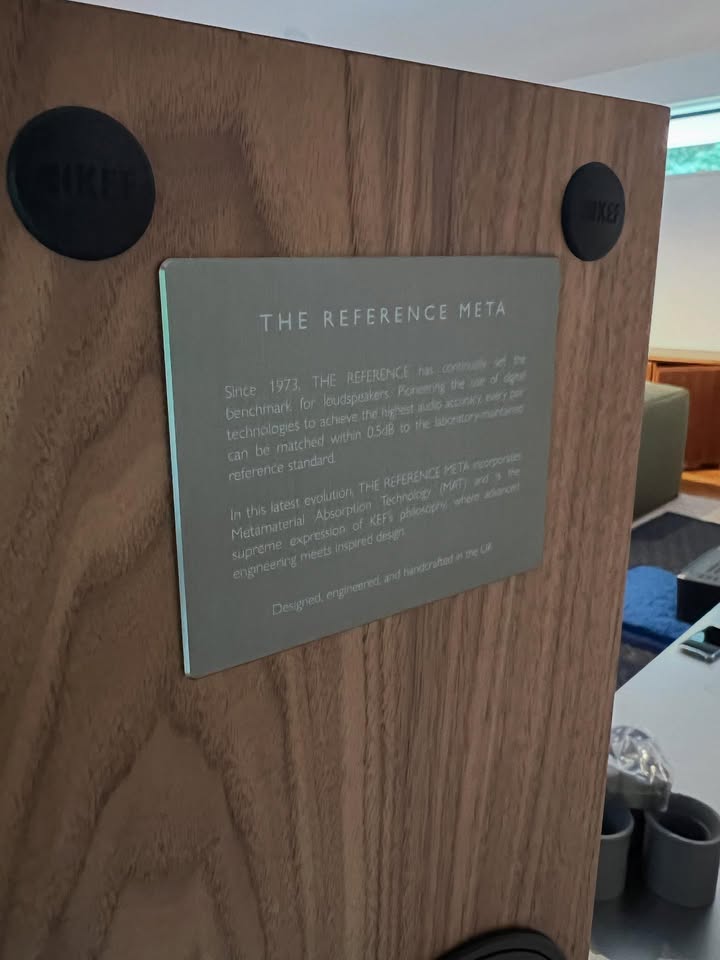 KEF
KEF
THE REFERENCE META
Since 1973, THE REFERENCE has continually set the
benchmark for loudspeakers. Pioneering the use of digital
technologies to achieve the highest audio accuracy, every pair
can be matched within 0.5dB to the laboratory-maintained
reference standard.
In this latest evolution, THE REFERENCE META incorporates
Metamaterial Absorption Technology (MAT) and is the
supreme expression of KEF's philosophy, where advanced
engineering meets inspired design.
Designed, engineered, and handcrafted in the UK